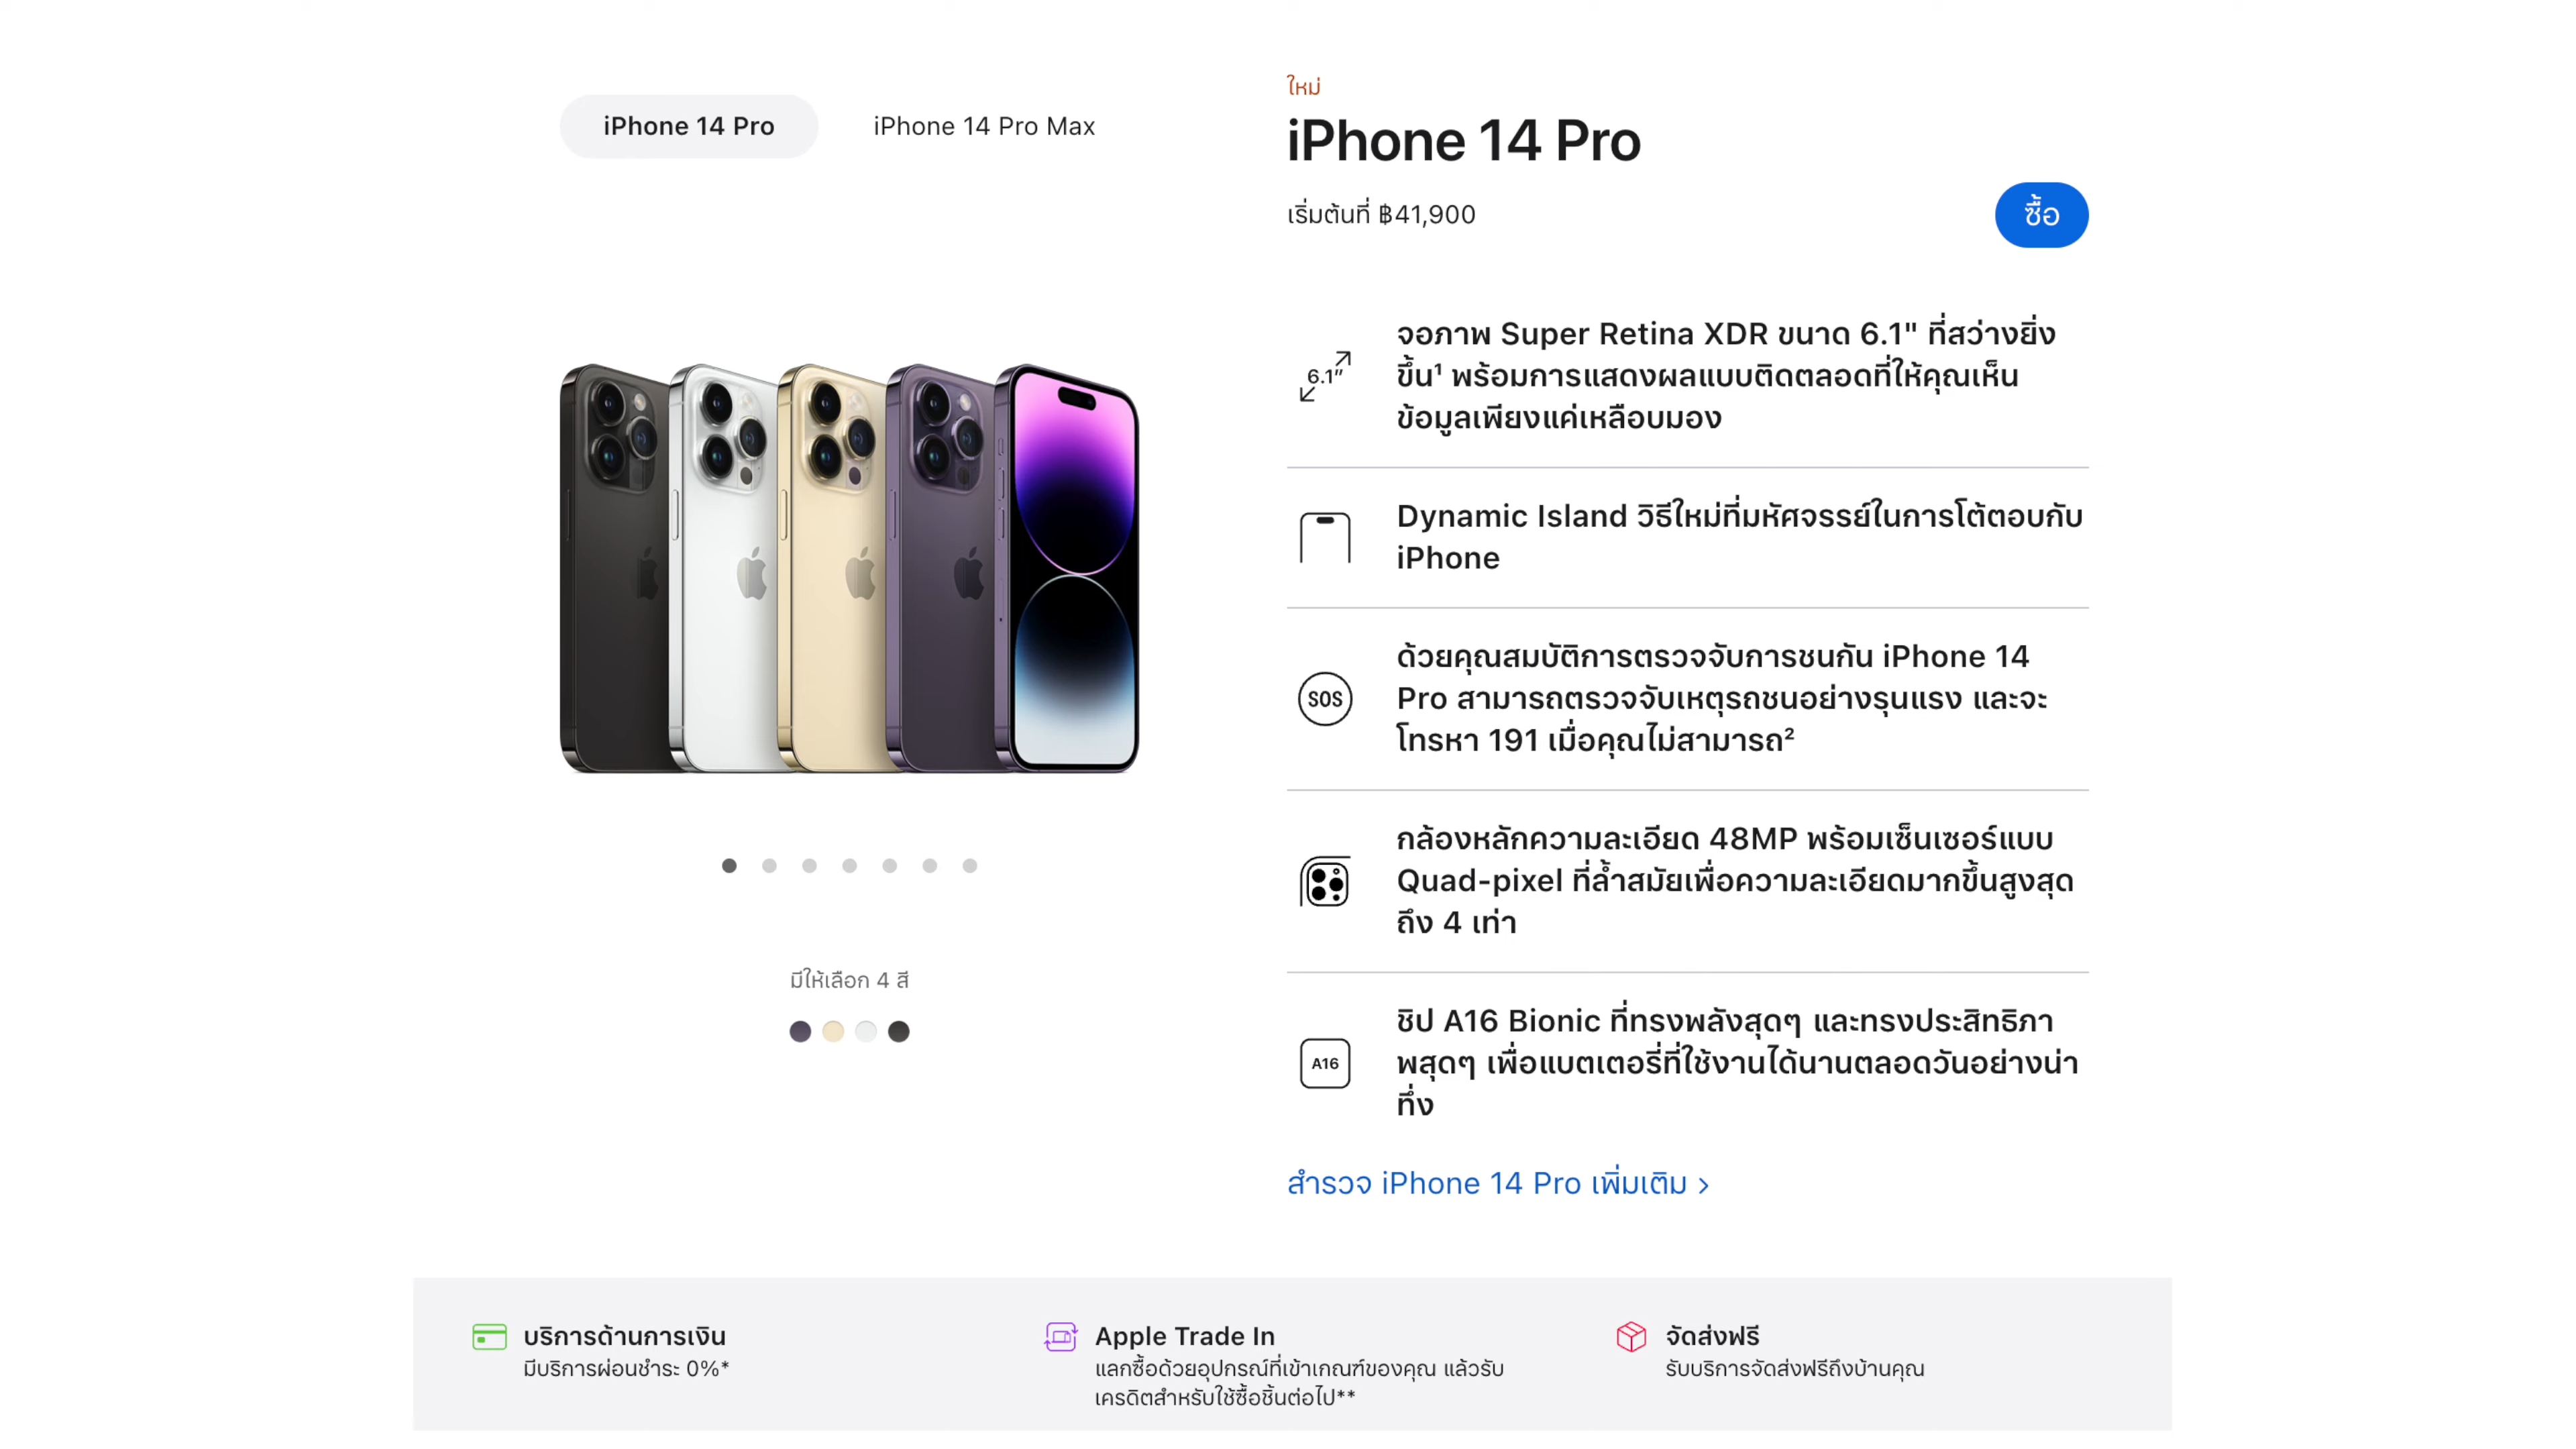 iPhone 14 Pro
iPhone 14 Pro Max
ใหม่
iPhone 14 Pro
เริ่มต้นที่ ฿41,900
ซื้อ
6.1"
จอภาพ Super Retina XDR ขนาด 6.1" ที่สว่างยิ่ง
ขึ้น¹ พร้อมการแสดงผลแบบติดตลอดที่ให้คุณเห็น
ข้อมูลเพียงแค่เหลือบมอง
Dynamic Island วิธีใหม่ที่มหัศจรรย์ในการโต้ตอบกับ
iPhone
SOS
ด้วยคุณสมบัติการตรวจจับการชนกัน iPhone 14
Pro สามารถตรวจจับเหตุรถชนอย่างรุนแรง และจะ
โทรหา 191 เมื่อคุณไม่สามารถ²
กล้องหลักความละเอียด 48MP พร้อมเซ็นเซอร์แบบ
Quad-pixel ที่ล้ำสมัยเพื่อความละเอียดมากขึ้นสูงสุด
ถึง 4 เท่า
A16
ชิป A16 Bionic ที่ทรงพลังสุดๆ และทรงประสิทธิภา
พสุดๆ เพื่อแบตเตอรี่ที่ใช้งานได้นานตลอดวันอย่างน่า
ทึ่ง
สำรวจ iPhone 14 Pro เพิ่มเติม >
มีให้เลือก 4 สี
บริการด้านการเงิน
มีบริการผ่อนชำระ 0%*
Apple Trade In
แลกซื้อด้วยอุปกรณ์ที่เข้าเกณฑ์ของคุณ แล้วรับ
เครดิตสำหรับใช้ซื้อชิ้นต่อไป**
จัดส่งฟรี
รับบริการจัดส่งฟรีถึงบ้านคุณ